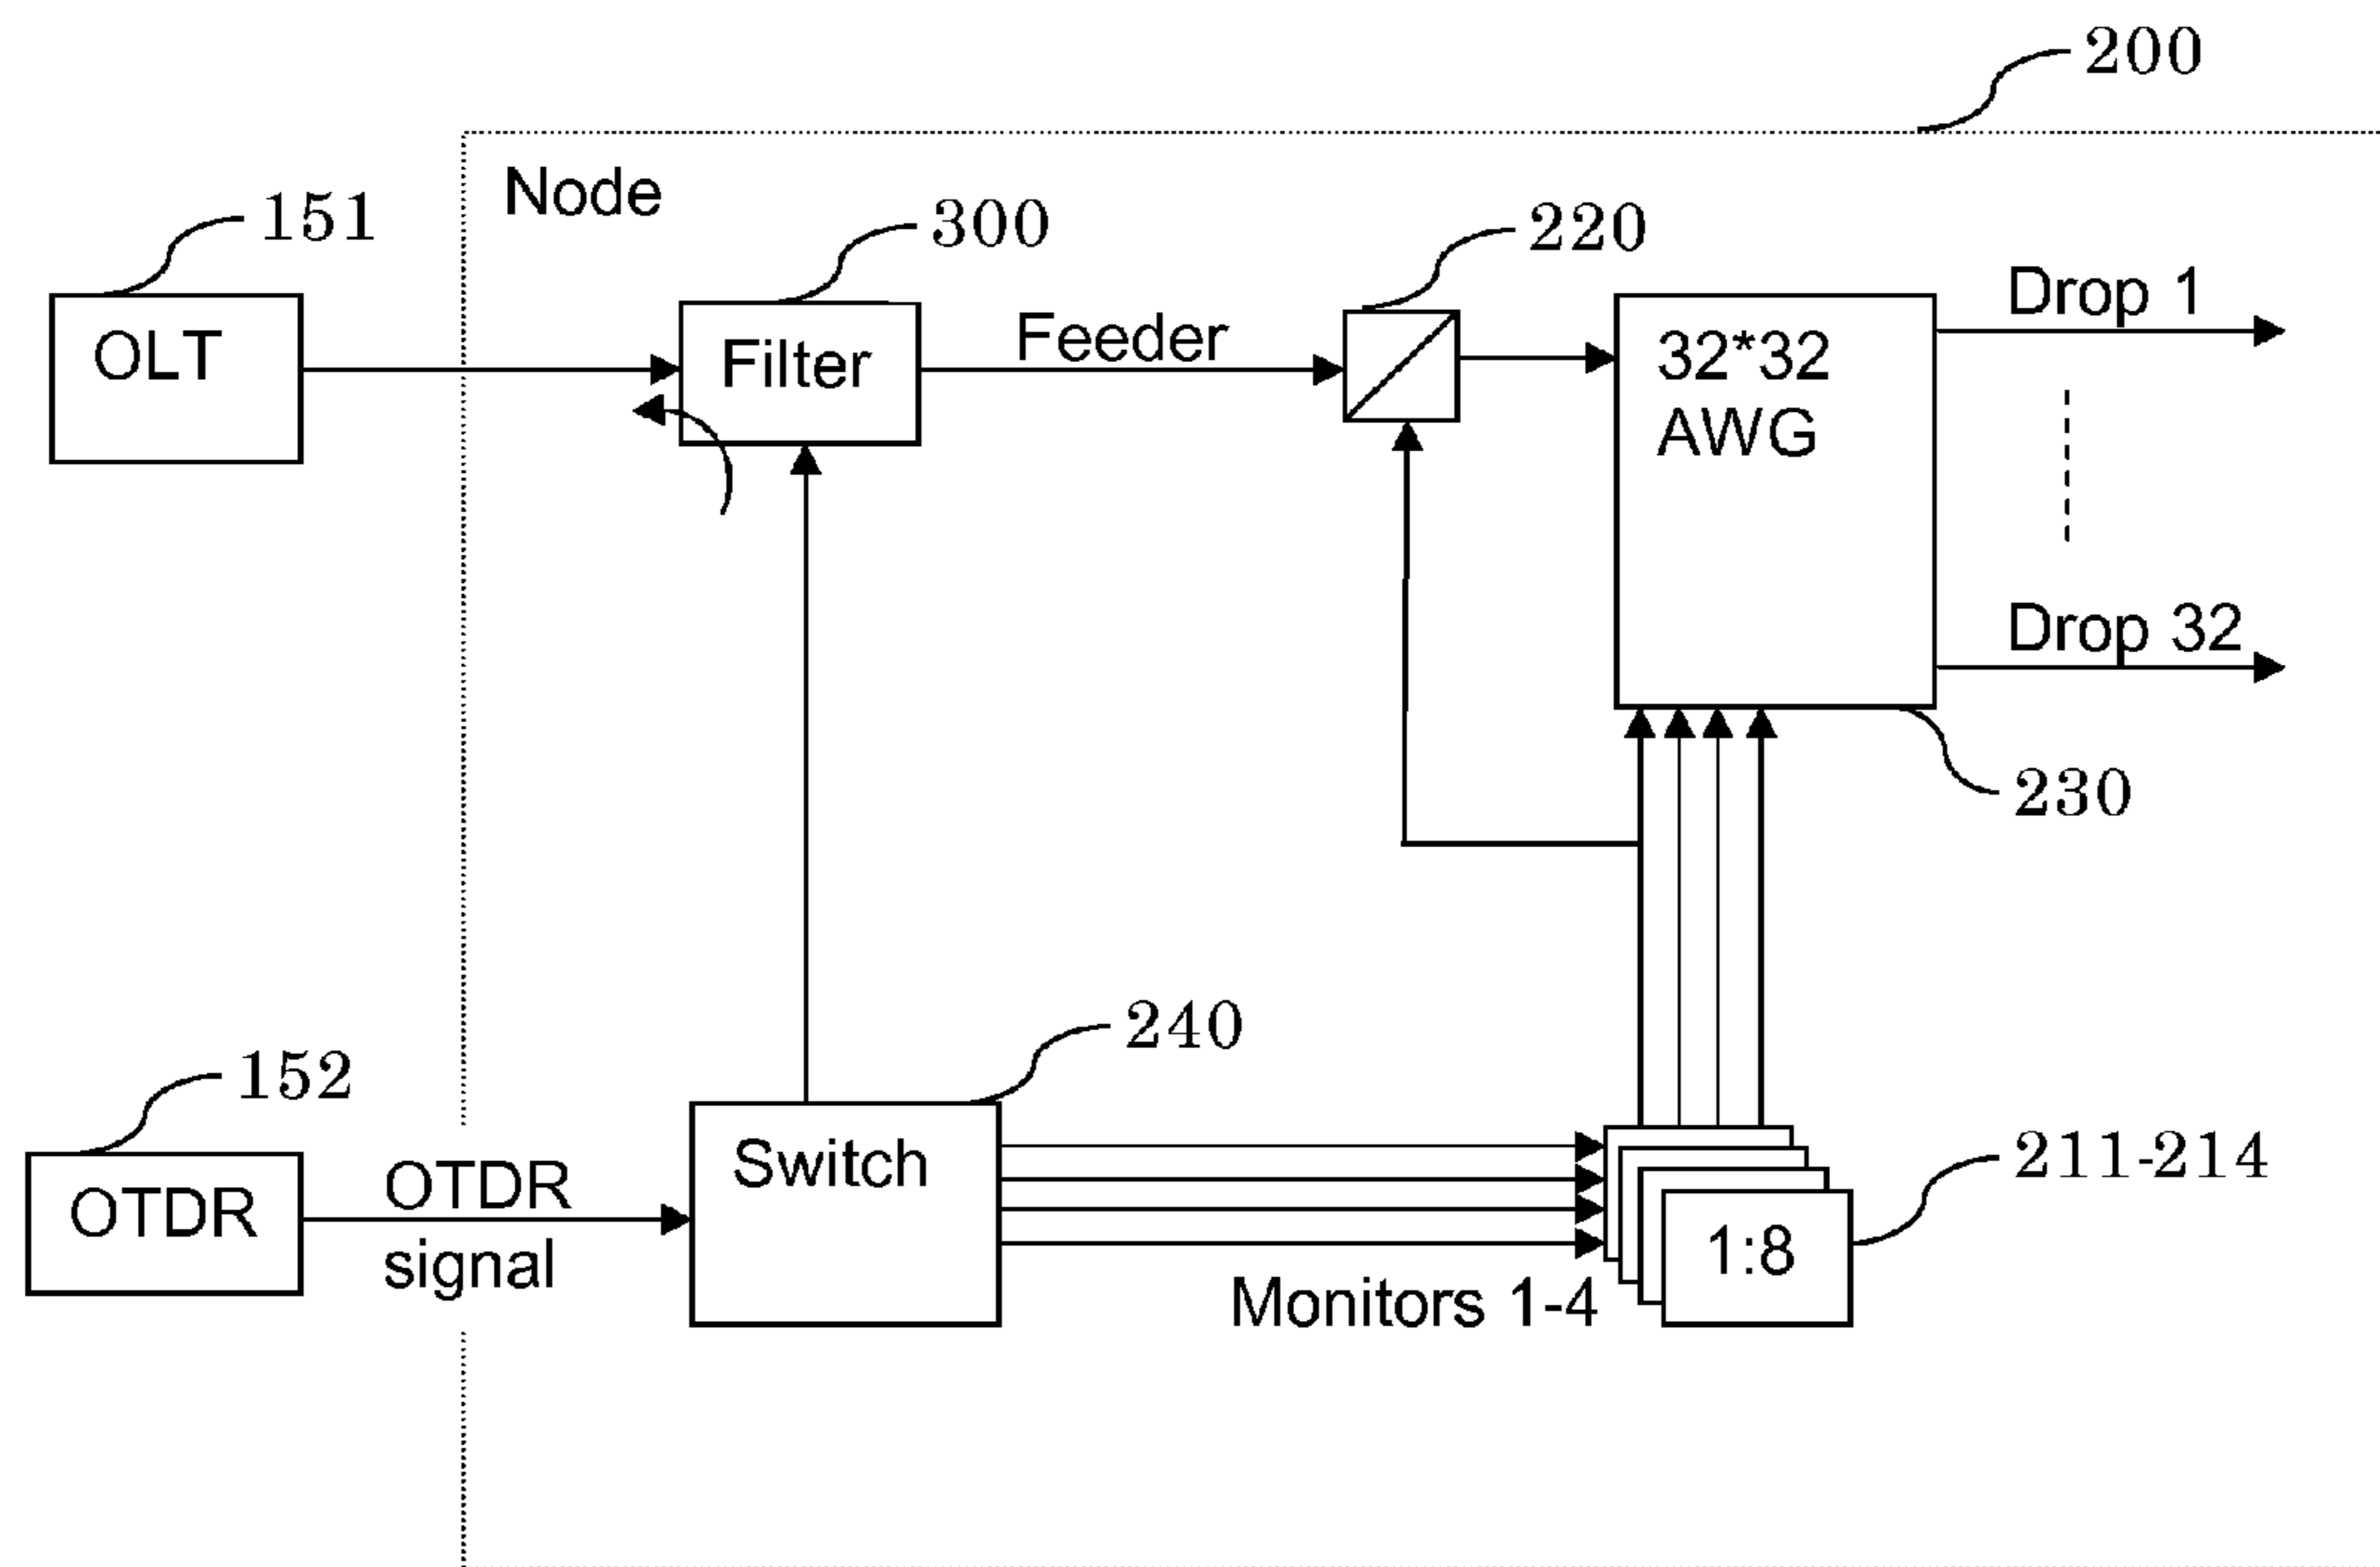 200
Node
151
300
220
OLT
Filter
Feeder
32*32
AWG
Drop 1
Drop 32
230
240
152
OTDR
OTDR
signal
Switch
Monitors 1-4
1:8
211-214